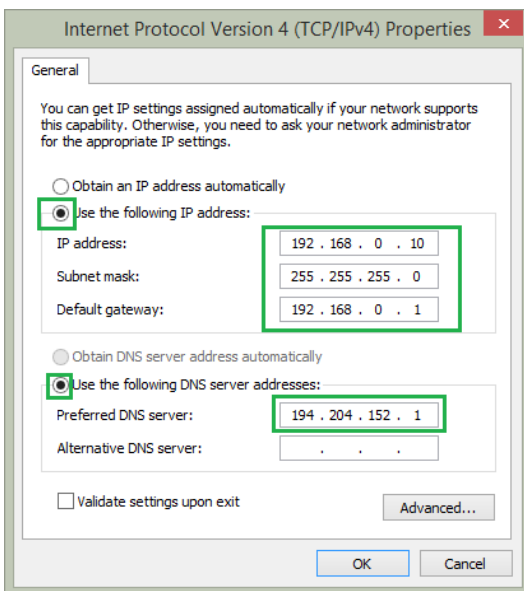 Internet Protocol Version 4 (TCP/IPv4) Properties
General
You can get IP settings assigned automatically if your network supports
this capability. Otherwise, you need to ask your network administrator
for the appropriate IP settings.
Obtain an IP address automatically
Use the following IP address:
IP address: 192 . 168 . 0 . 10
Subnet mask: 255 . 255 . 255 . 0
Default gateway: 192 . 168 . 0 . 1
Obtain DNS server address automatically
Use the following DNS server addresses:
Preferred DNS server: 194 . 204 . 152 . 1
Alternative DNS server: . . .
Validate settings upon exit
Advanced...
OK Cancel